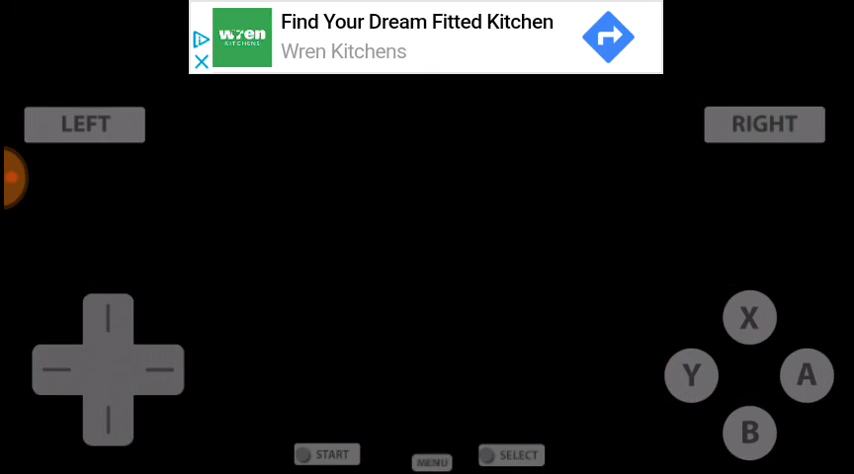 wren
KITCHENS
Find Your Dream Fitted Kitchen
Wren Kitchens
LEFT
RIGHT
X
Y
A
B
START
MENU
SELECT